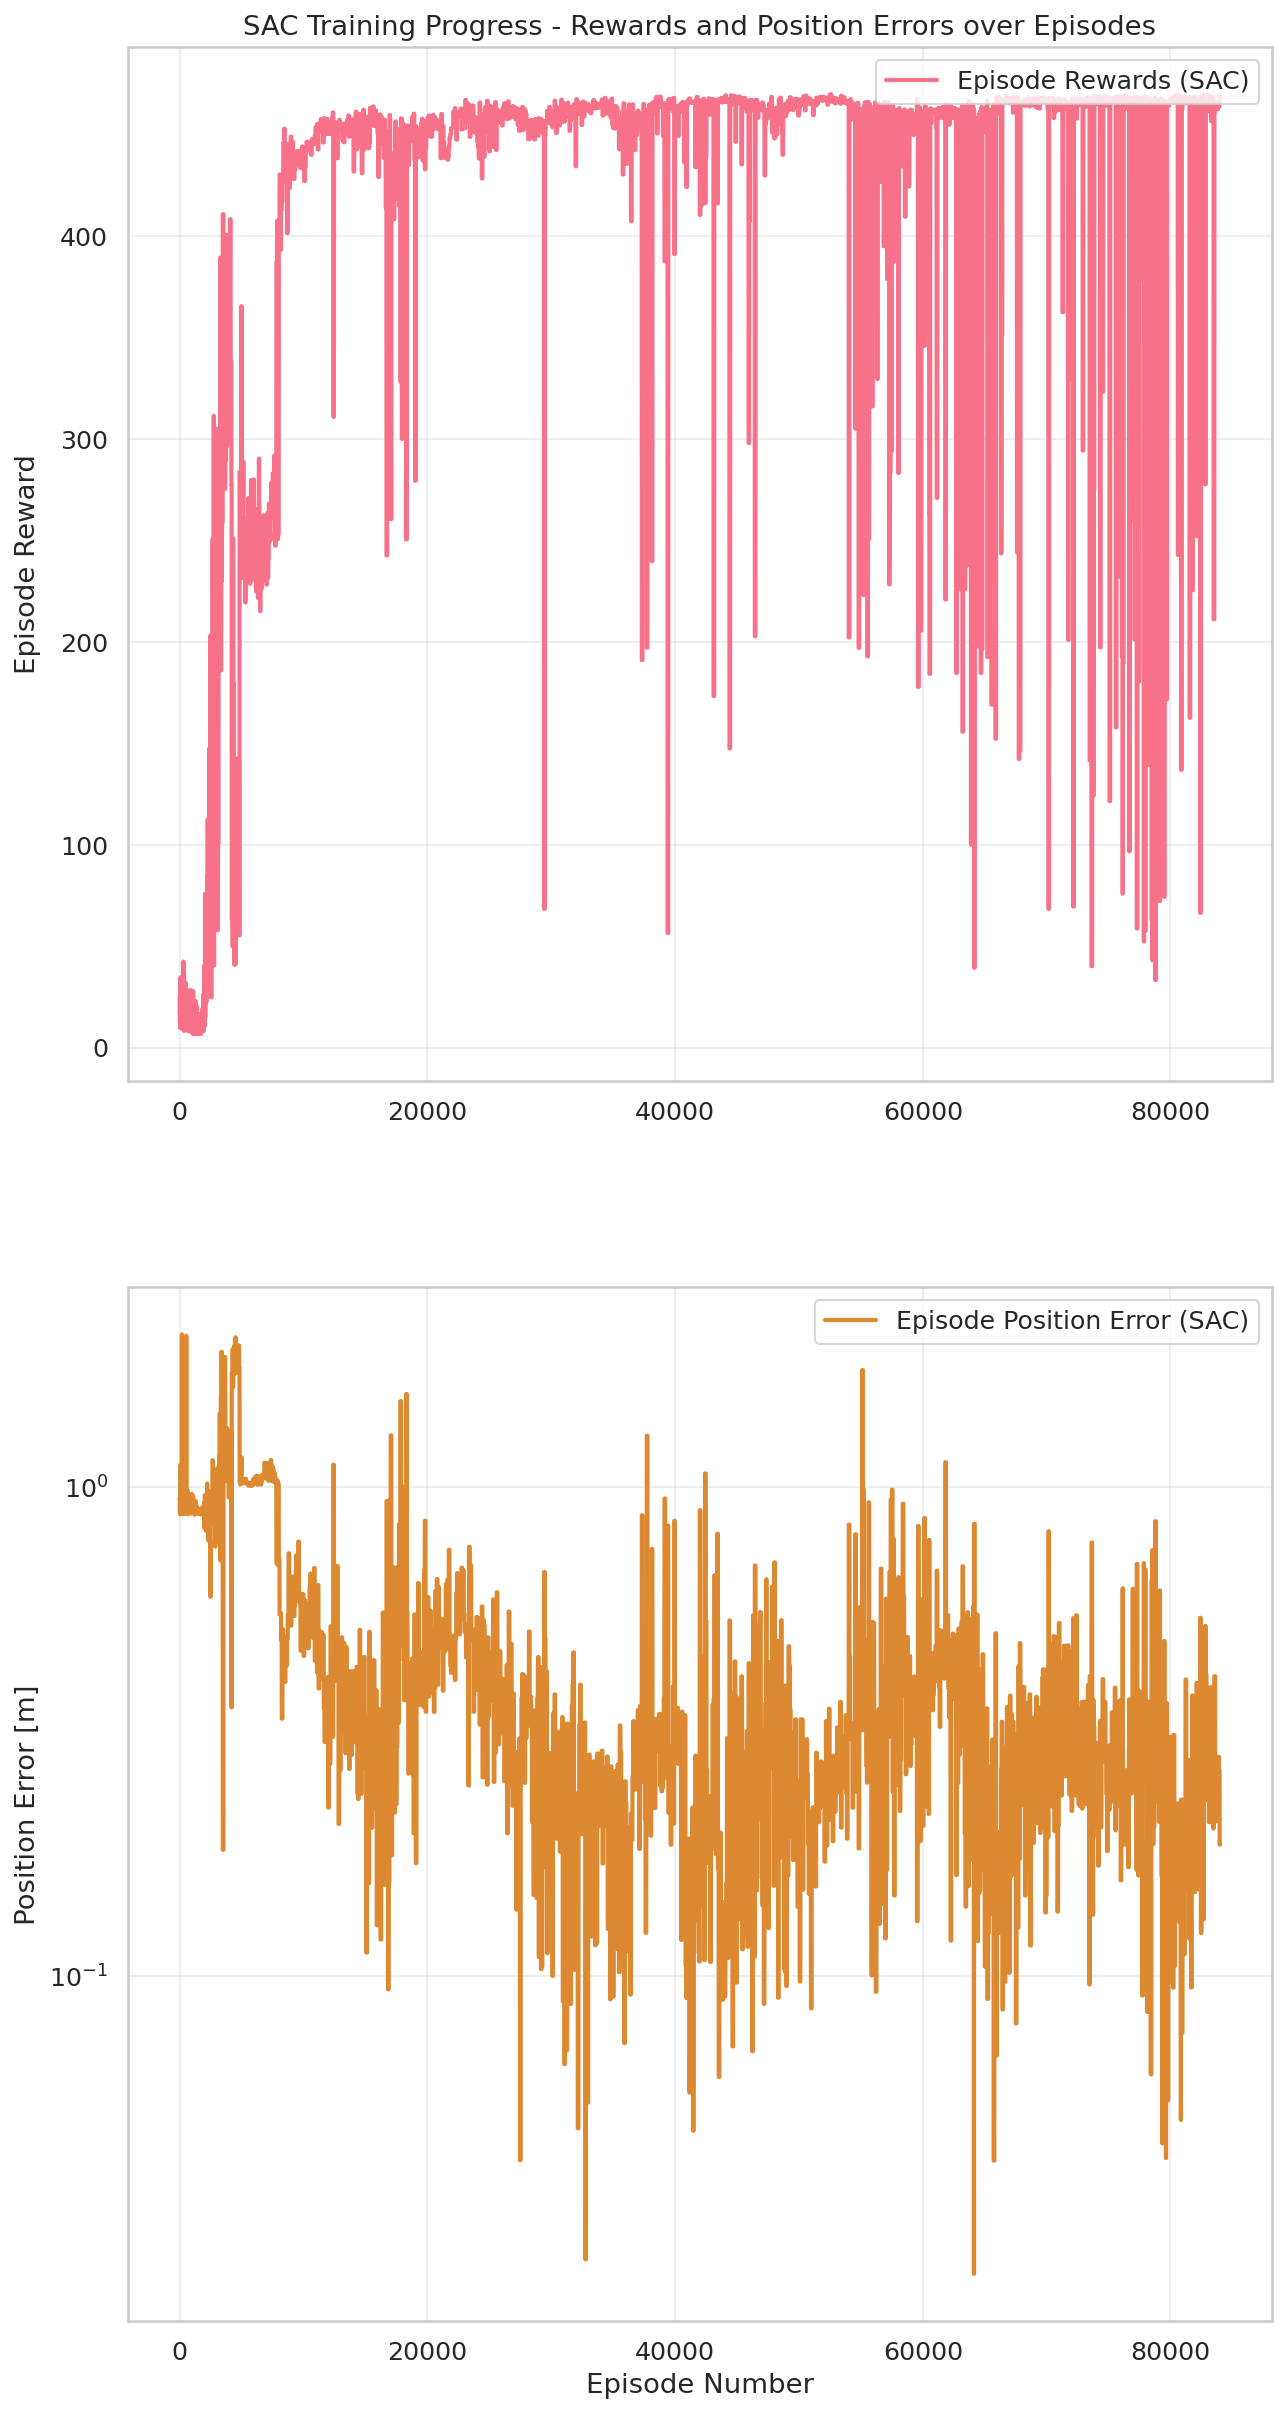 SAC Training Progress - Rewards and Position Errors over Episodes
Episode Rewards (SAC)
Episode Reward
400
300
200
100
0
0 20000 40000 60000 80000
Episode Position Error (SAC)
Position Error [m]
10⁰
10⁻¹
0 20000 40000 60000 80000
Episode Number